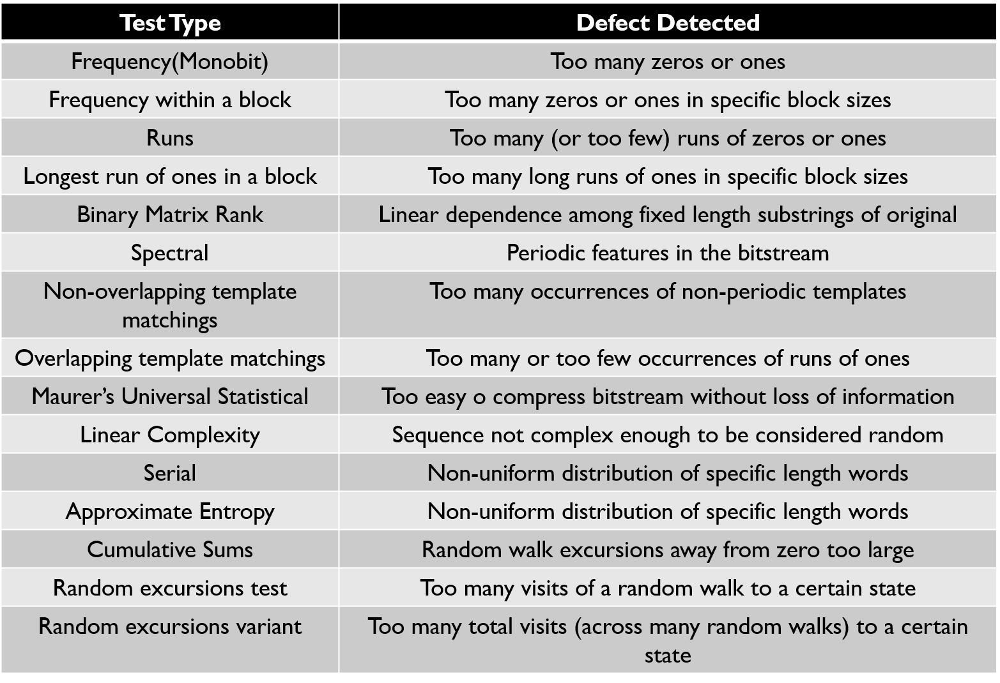 Test Type Defect Detected
Frequency(Monobit) Too many zeros or ones
Frequency within a block Too many zeros or ones in specific block sizes
Runs Too many (or too few) runs of zeros or ones
Longest run of ones in a block Too many long runs of ones in specific block sizes
Binary Matrix Rank Linear dependence among fixed length substrings of original
Spectral Periodic features in the bitstream
Non-overlapping template Too many occurrences of non-periodic templates
matchings
Overlapping template matchings Too many or too few occurrences of runs of ones
Maurer’s Universal Statistical Too easy o compress bitstream without loss of information
Linear Complexity Sequence not complex enough to be considered random
Serial Non-uniform distribution of specific length words
Approximate Entropy Non-uniform distribution of specific length words
Cumulative Sums Random walk excursions away from zero too large
Random excursions test Too many visits of a random walk to a certain state
Random excursions variant Too many total visits (across many random walks) to a certain
state